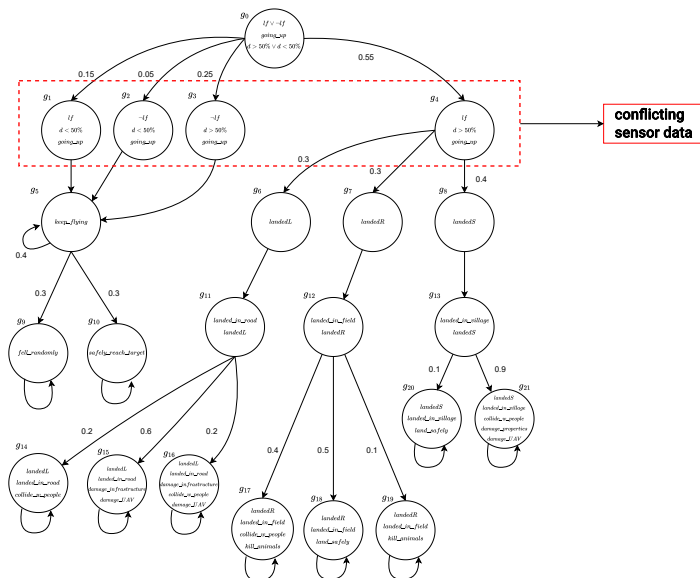 g0
lf ∨ ¬lf
going_up
d > 50% ∨ d < 50%
0.15
0.05
0.25
0.55
g1
lf
d < 50%
going_up
g2
¬lf
d < 50%
going_up
g3
¬lf
d > 50%
going_up
g4
lf
d > 50%
going_up
conflicting
sensor data
0.3
0.3
0.4
g5
keep_flying
0.4
g6
landedL
g7
landedR
g8
landedS
0.3
0.3
g9
fell_randomly
g10
safely_reach_target
g11
landed_in_road
landedL
g12
landed_in_field
landedR
g13
landed_in_village
landedS
0.1
0.9
g20
landedS
landed_in_village
land_safely
g21
landedS
landed_in_village
collide_w_people
damage_properties
damage_UAV
0.2
0.6
0.2
0.4
0.5
0.1
g14
landedL
landed_in_road
collide_w_people
g15
landedL
landed_in_road
damage_infrastructure
damage_UAV
g16
landedL
landed_in_road
damage_infrastructure
collide_w_people
damage_UAV
g17
landedR
landed_in_field
collide_w_people
kill_animals
g18
landedR
landed_in_field
land_safely
g19
landedR
landed_in_field
kill_animals